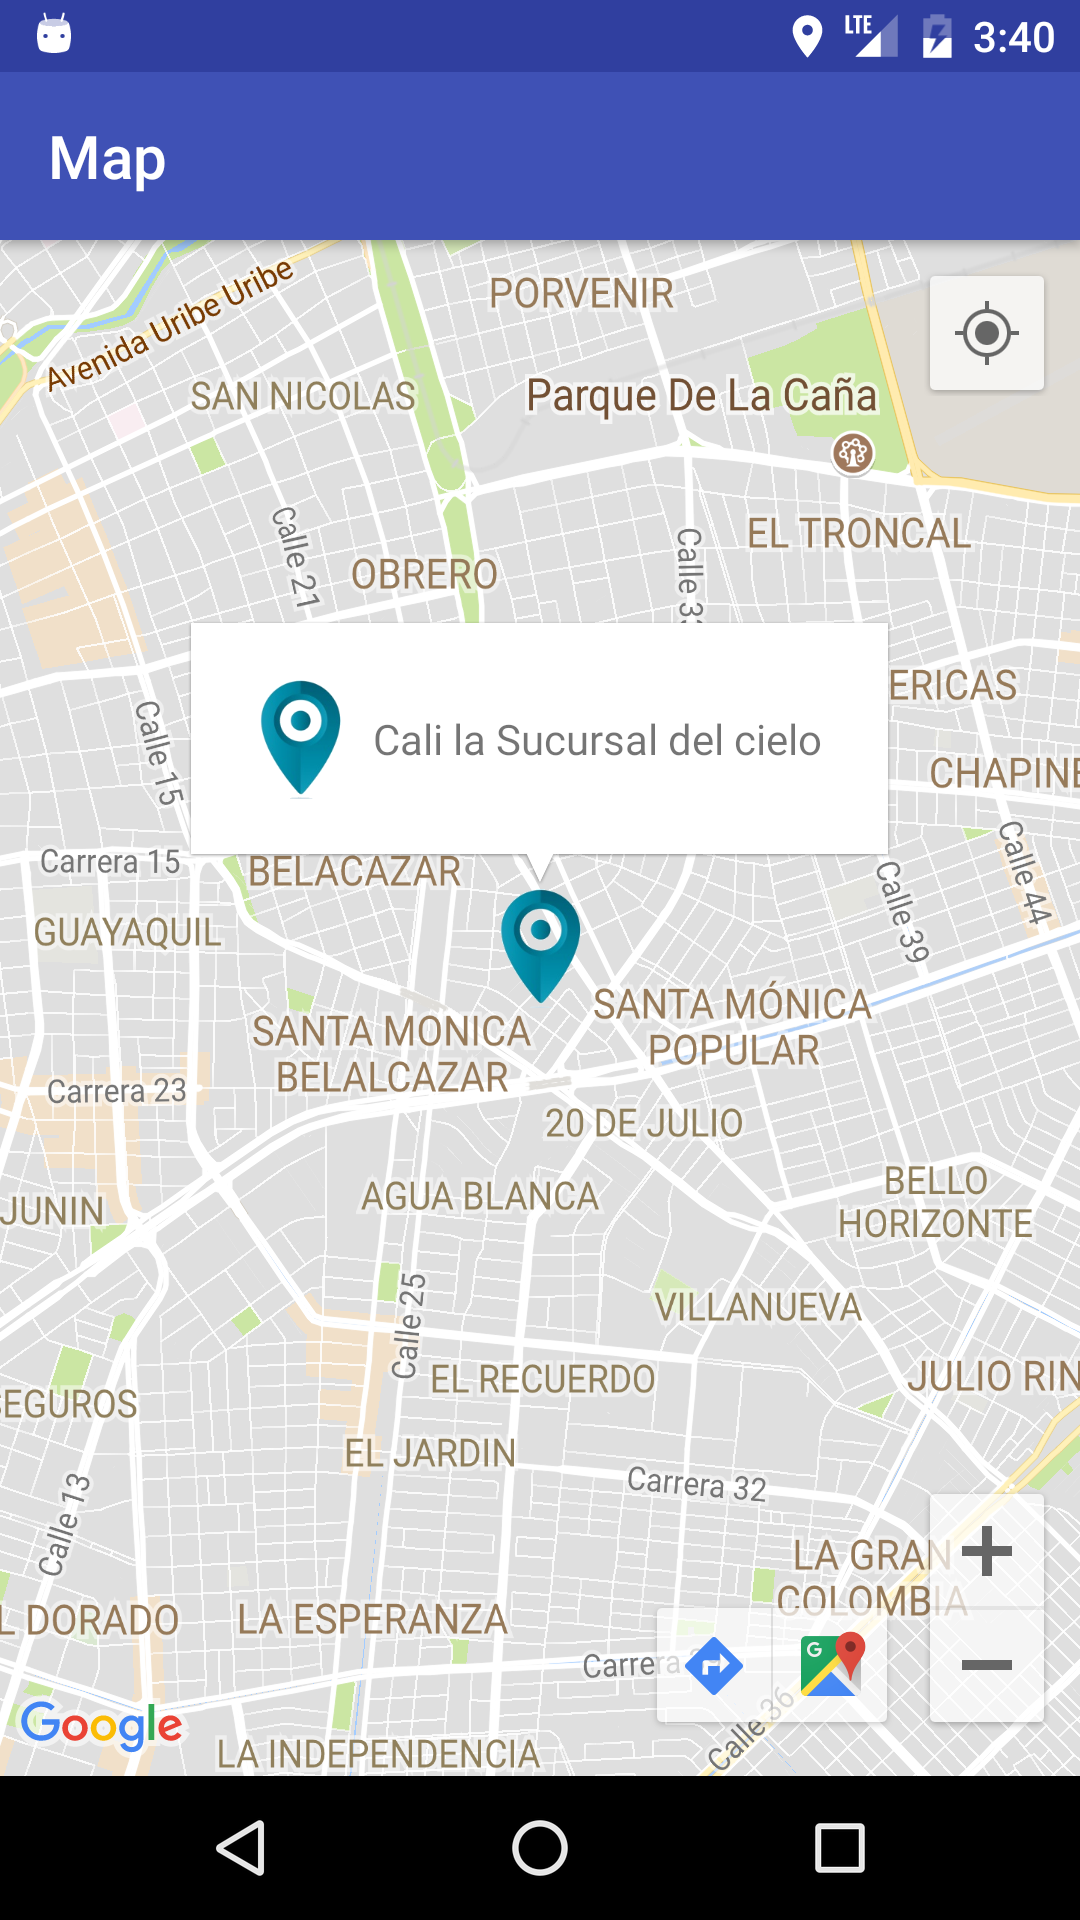 LTE 3:40
Map
Avenida Uribe Uribe
PORVENIR
SAN NICOLAS
Parque De La Caña
EL TRONCAL
Calle 21
OBRERO
Calle 33
ERICAS
Calle 15
Cali la Sucursal del cielo
CHAPINE
Carrera 15
BELACAZAR
Calle 44
Calle 39
GUAYAQUIL
SANTA MÓNICA
POPULAR
SANTA MONICA
BELALCAZAR
Carrera 23
20 DE JULIO
BELLO
HORIZONTE
AGUA BLANCA
JUNIN
Calle 25
VILLANUEVA
EL RECUERDO
JULIO RIN
SEGUROS
EL JARDIN
Carrera 32
Calle 13
LA GRAN
COLOMBIA
L DORADO
LA ESPERANZA
Carrera
G
Calle 36
Google
LA INDEPENDENCIA